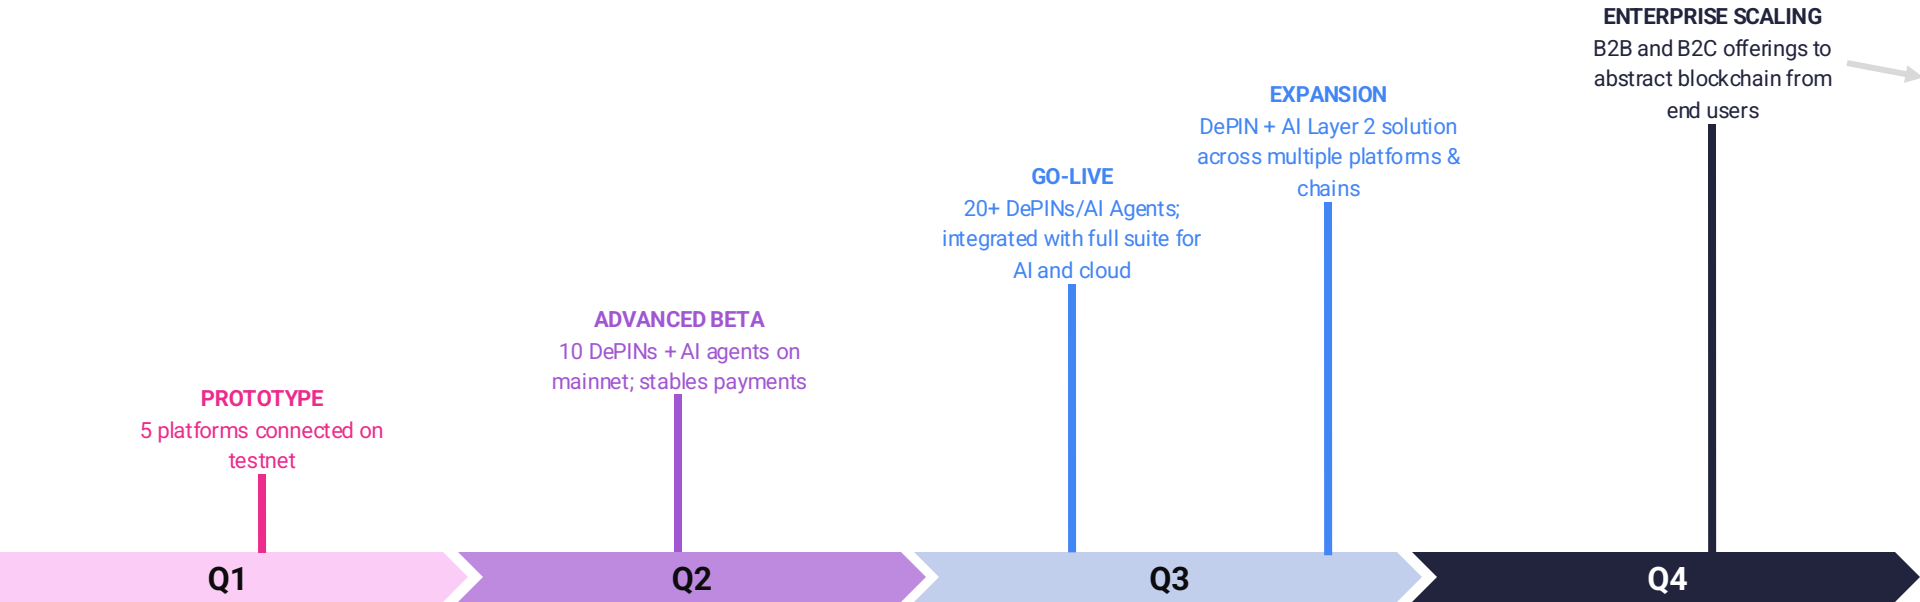 PROTOTYPE
5 platforms connected on
testnet
ADVANCED BETA
10 DePINs + AI agents on
mainnet; stables payments
GO-LIVE
20+ DePINs/AI Agents;
integrated with full suite for
AI and cloud
EXPANSION
DePIN + AI Layer 2 solution
across multiple platforms &
chains
ENTERPRISE SCALING
B2B and B2C offerings to
abstract blockchain from
end users
Q1
Q2
Q3
Q4